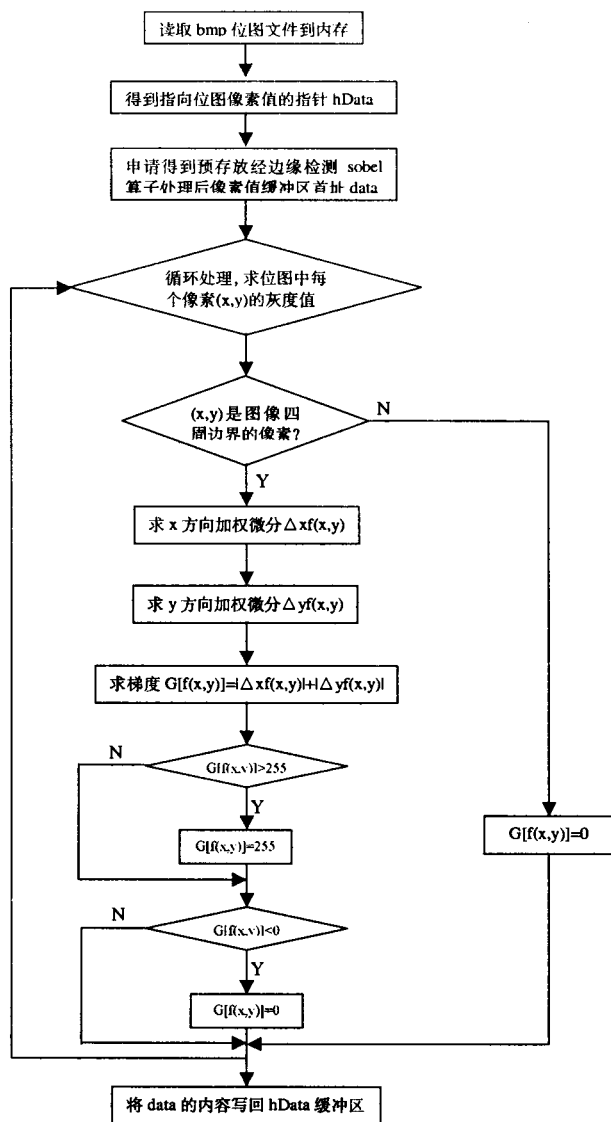 读取 bmp 位图文件到内存
得到指向位图像素值的指针 hData
申请得到预存放经边缘检测 sobel
算子处理后像素值缓冲区首址 data
循环处理, 求位图中每
个像素(x,y)的灰度值
(x,y)是图像四
周边界的像素?
N
Y
求 x 方向加权微分△xf(x,y)
求 y 方向加权微分△yf(x,y)
求梯度 G[f(x,y)]=|△xf(x,y)|+|△yf(x,y)|
N
G[f(x,y)]>255
Y
G[f(x,y)]=255
G[f(x,y)]=0
N
G[f(x,y)]<0
Y
G[f(x,y)]=0
将 data 的内容写回 hData 缓冲区